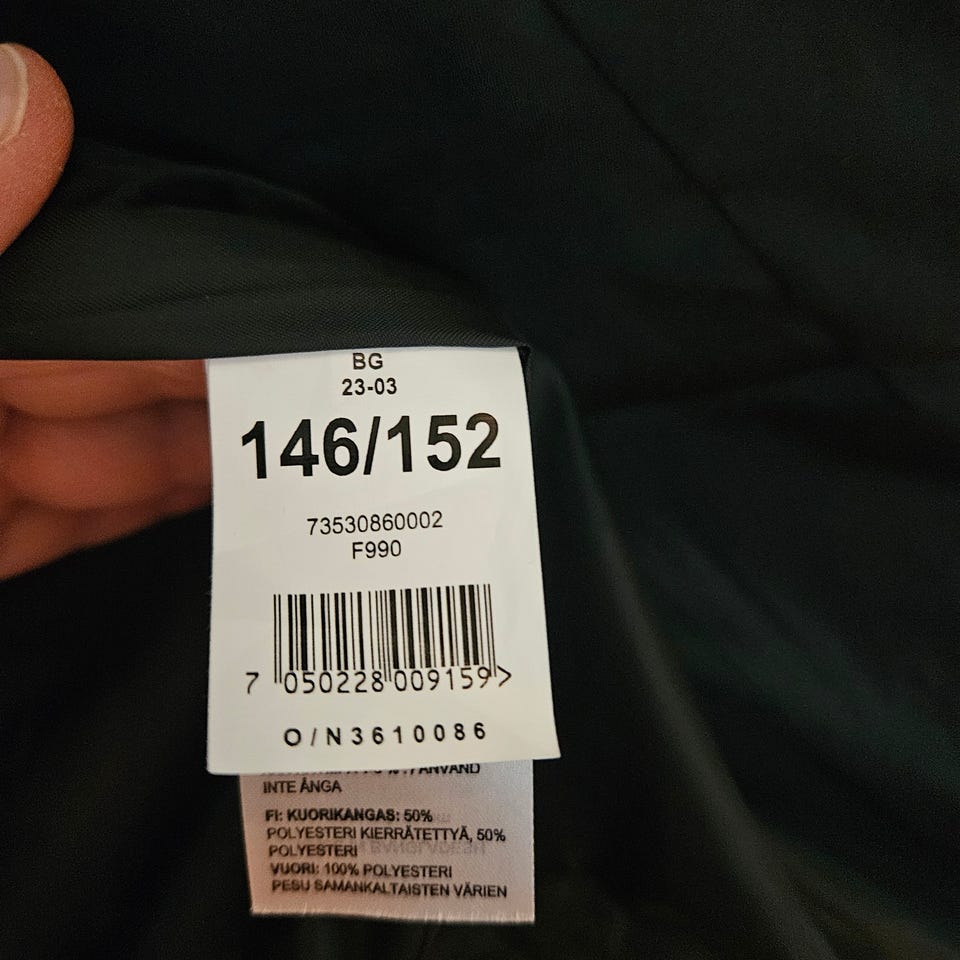 BG
23-03
146/152
73530860002
F990
7 050228 009159 >
O/N3610086
INTE ÅNGA
FI: KUORIKANGAS: 50%
POLYESTERI KIERRÄTETTYÄ, 50%
POLYESTERI
VUORI: 100% POLYESTERI
PESU SAMANKALTAISTEN VÄRIEN